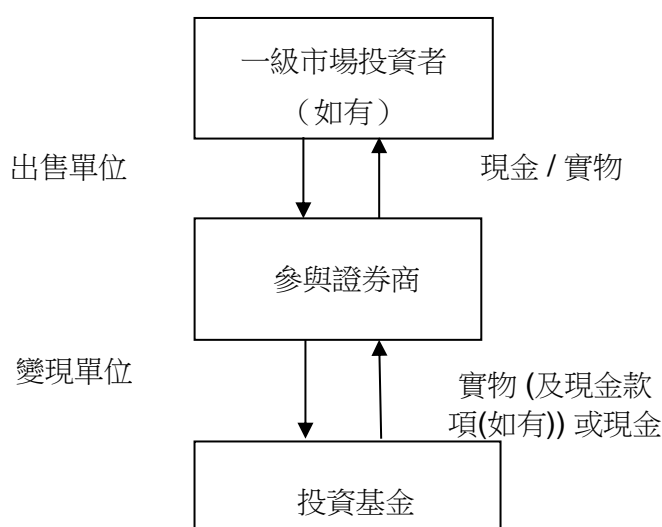 一級市場投資者
（如有）
出售單位
現金 / 實物
參與證券商
變現單位
實物 (及現金款
項(如有)) 或現金
投資基金